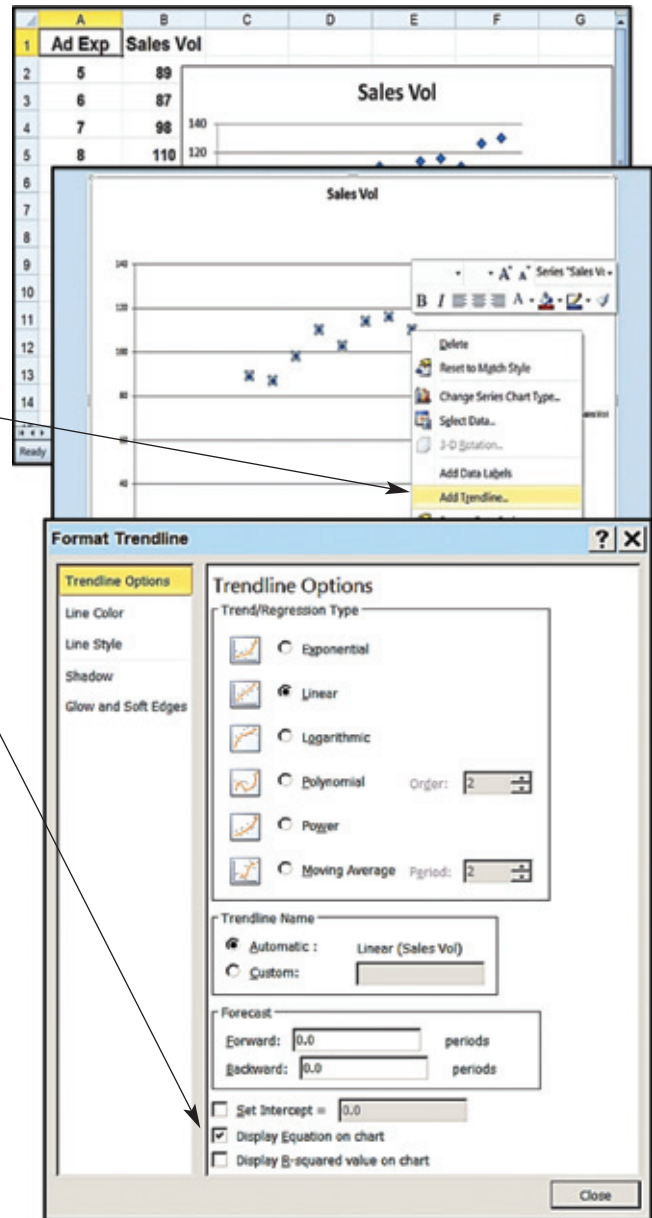 A B C D E F G
1 Ad Exp Sales Vol
2 5 89
3 6 87
4 7 98
5 8 110
6
7
8
9
10
11
12
13
14
Ready
Sales Vol
140
120
Sales Vol
140
120
100
80
60
40
A A Series "Sales
B I A
Delete
Reset to Match Style
Change Series Chart Type...
Select Data...
3-D Rotation...
Add Data Labels
Add Trendline...
Format Trendline ? X
Trendline Options
Line Color
Line Style
Shadow
Glow and Soft Edges
Trendline Options
Trend/Regression Type
Exponential
Linear
Logarithmic
Polynomial Order: 2
Power
Moving Average Period: 2
Trendline Name
Automatic : Linear (Sales Vol)
Custom:
Forecast
Forward: 0.0 periods
Backward: 0.0 periods
Set Intercept = 0.0
Display Equation on chart
Display R-squared value on chart
Close